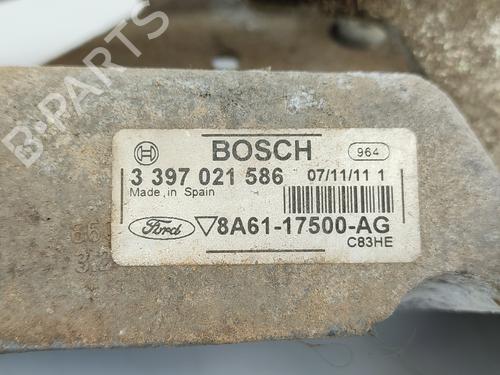 BOSCH
964
3 397 021 586
07/11/11 1
Made in Spain
Ford
8A61-17500-AG
C83HE
B-Parts